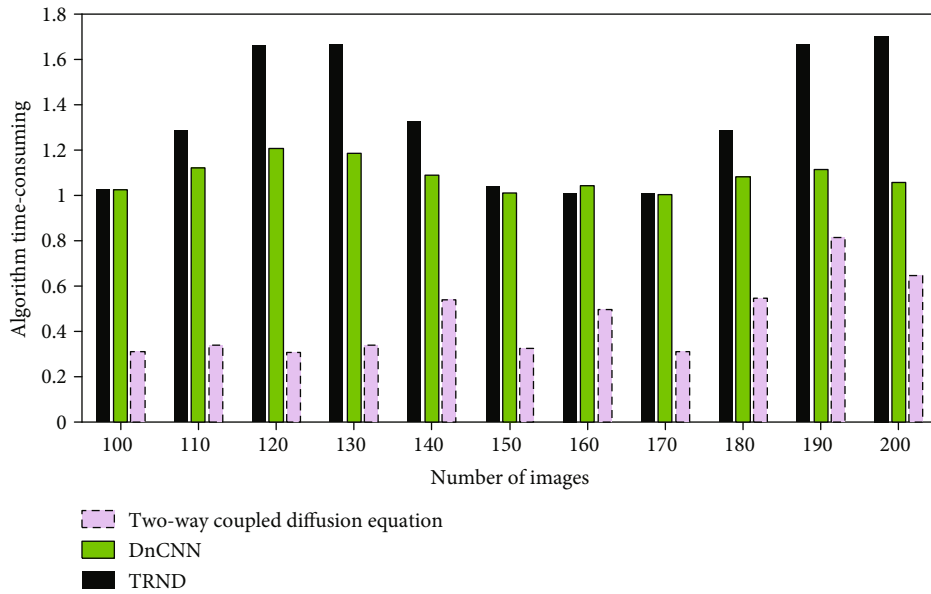 1.8
1.6
1.4
1.2
1
0.8
0.6
0.4
0.2
0
Algorithm time-consuming
100 110 120 130 140 150 160 170 180 190 200
Number of images
Two-way coupled diffusion equation
DnCNN
TRND